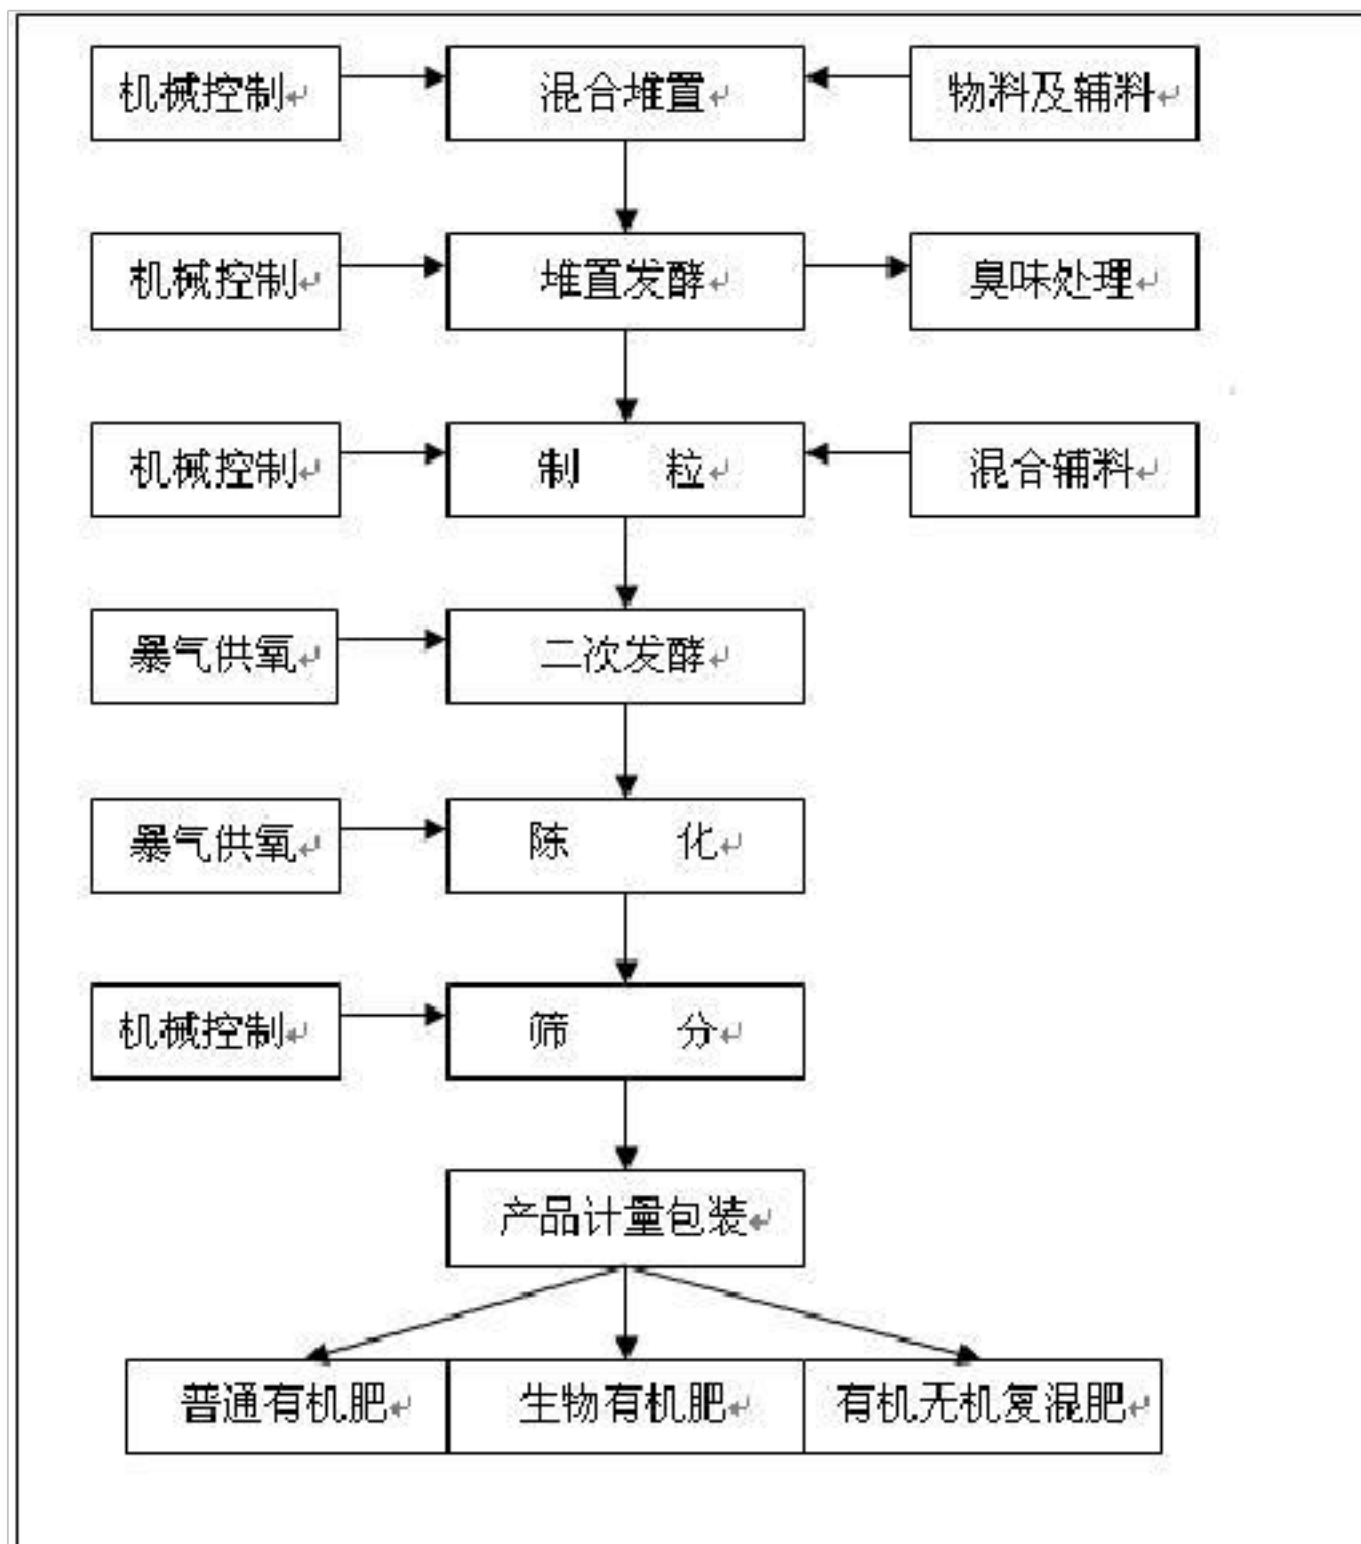 机械控制 混合堆置 物料及辅料
机械控制 堆置发酵 臭味处理
机械控制 制 粒 混合辅料
暴气供氧 二次发酵
暴气供氧 陈 化
机械控制 筛 分
产品计量包装
普通有机肥 生物有机肥 有机无机复混肥